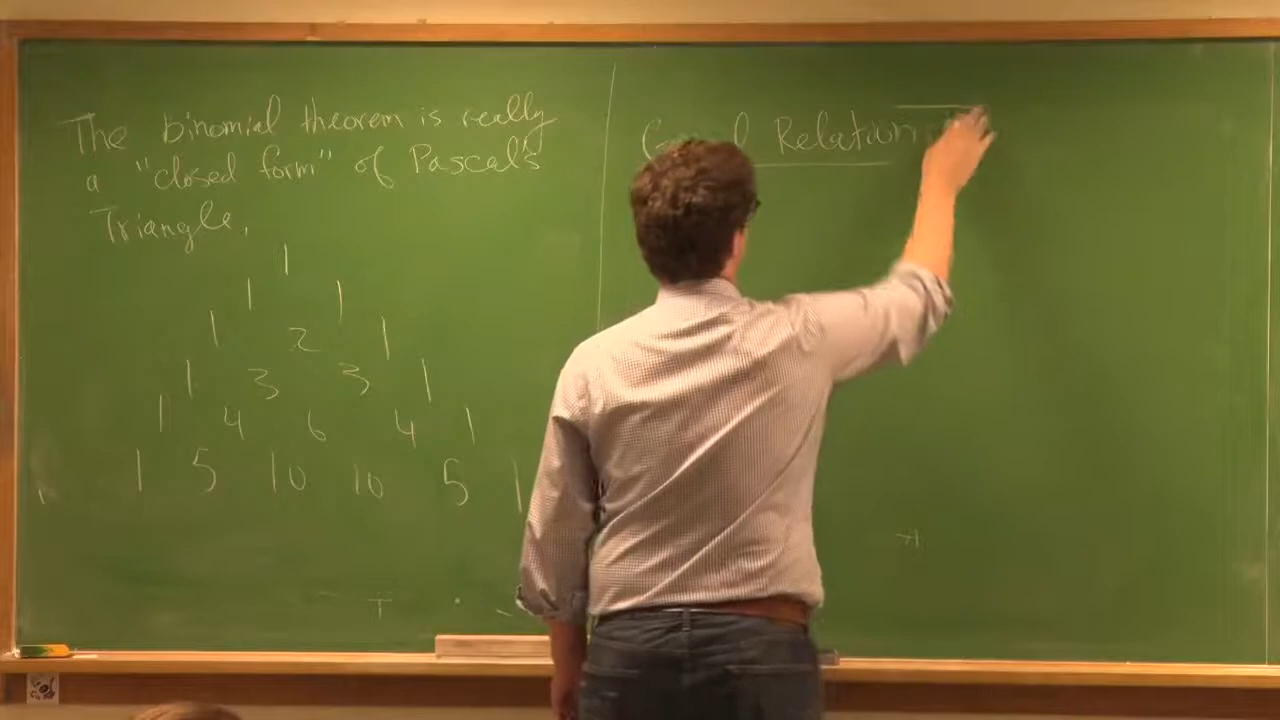 The binomial theorem is really
a "closed form" of Pascal's
Triangle.
1
1 1
1 2 1
1 3 3 1
1 4 6 4 1
1 5 10 10 5 1
Relation